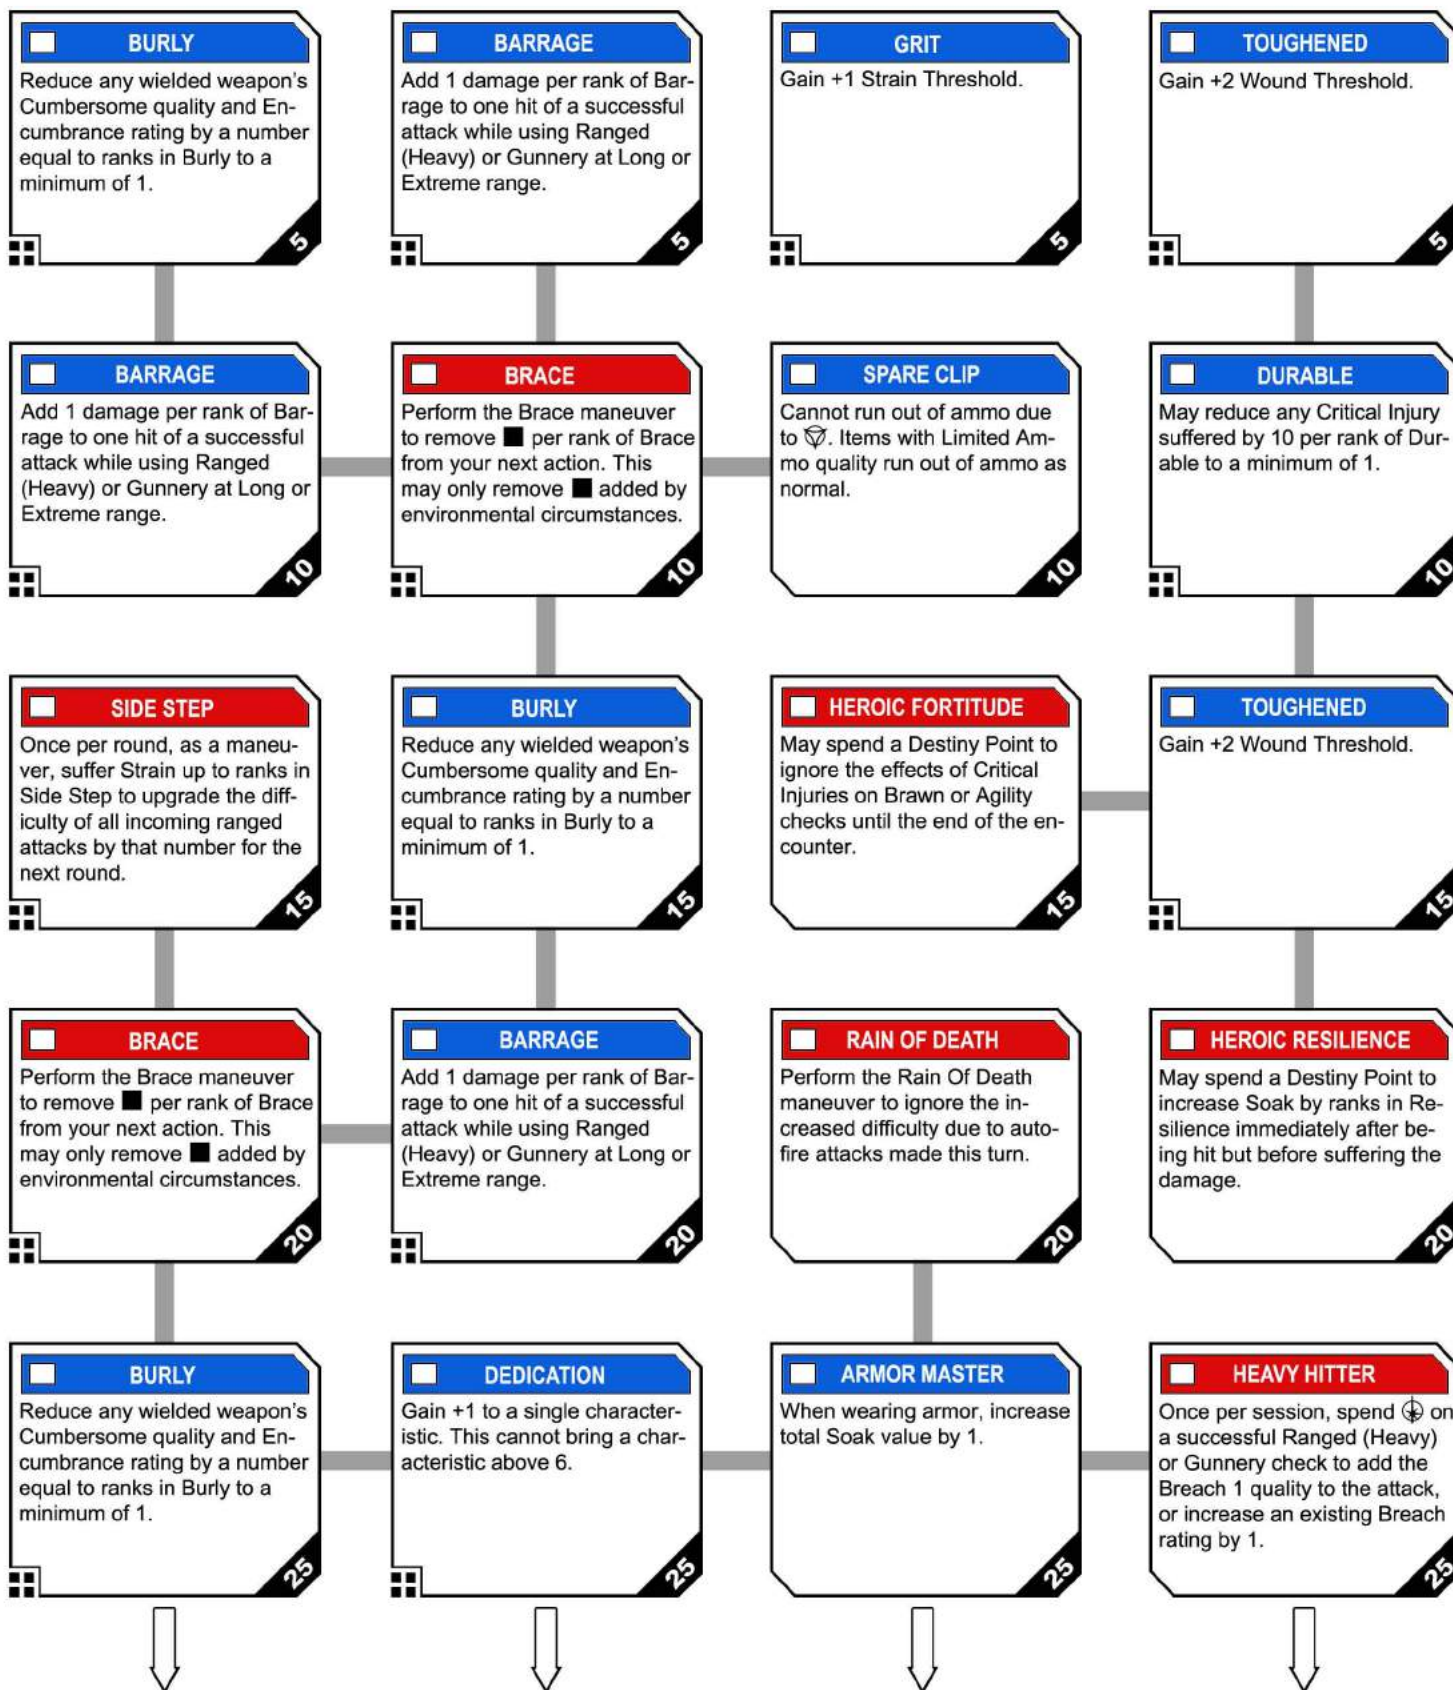 BURLY
Reduce any wielded weapon's
Cumbersome quality and En-
cumbrance rating by a number
equal to ranks in Burly to a
minimum of 1.
5
BARRAGE
Add 1 damage per rank of Bar-
rage to one hit of a successful
attack while using Ranged
(Heavy) or Gunnery at Long or
Extreme range.
5
GRIT
Gain +1 Strain Threshold.
5
TOUGHENED
Gain +2 Wound Threshold.
5
BARRAGE
Add 1 damage per rank of Bar-
rage to one hit of a successful
attack while using Ranged
(Heavy) or Gunnery at Long or
Extreme range.
10
BRACE
Perform the Brace maneuver
to remove ■ per rank of Brace
from your next action. This
may only remove ■ added by
environmental circumstances.
10
SPARE CLIP
Cannot run out of ammo due
to . Items with Limited Am-
mo quality run out of ammo as
normal.
10
DURABLE
May reduce any Critical Injury
suffered by 10 per rank of Dur-
able to a minimum of 1.
10
SIDE STEP
Once per round, as a maneu-
ver, suffer Strain up to ranks in
Side Step to upgrade the diff-
iculty of all incoming ranged
attacks by that number for the
next round.
15
BURLY
Reduce any wielded weapon's
Cumbersome quality and En-
cumbrance rating by a number
equal to ranks in Burly to a
minimum of 1.
15
HEROIC FORTITUDE
May spend a Destiny Point to
ignore the effects of Critical
Injuries on Brawn or Agility
checks until the end of the en-
counter.
15
TOUGHENED
Gain +2 Wound Threshold.
15
BRACE
Perform the Brace maneuver
to remove ■ per rank of Brace
from your next action. This
may only remove ■ added by
environmental circumstances.
20
BARRAGE
Add 1 damage per rank of Bar-
rage to one hit of a successful
attack while using Ranged
(Heavy) or Gunnery at Long or
Extreme range.
20
RAIN OF DEATH
Perform the Rain Of Death
maneuver to ignore the in-
creased difficulty due to auto-
fire attacks made this turn.
20
HEROIC RESILIENCE
May spend a Destiny Point to
increase Soak by ranks in Re-
silience immediately after be-
ing hit but before suffering the
damage.
20
BURLY
Reduce any wielded weapon's
Cumbersome quality and En-
cumbrance rating by a number
equal to ranks in Burly to a
minimum of 1.
25
DEDICATION
Gain +1 to a single character-
istic. This cannot bring a char-
acteristic above 6.
25
ARMOR MASTER
When wearing armor, increase
total Soak value by 1.
25
HEAVY HITTER
Once per session, spend on
a successful Ranged (Heavy)
or Gunnery check to add the
Breach 1 quality to the attack,
or increase an existing Breach
rating by 1.
25